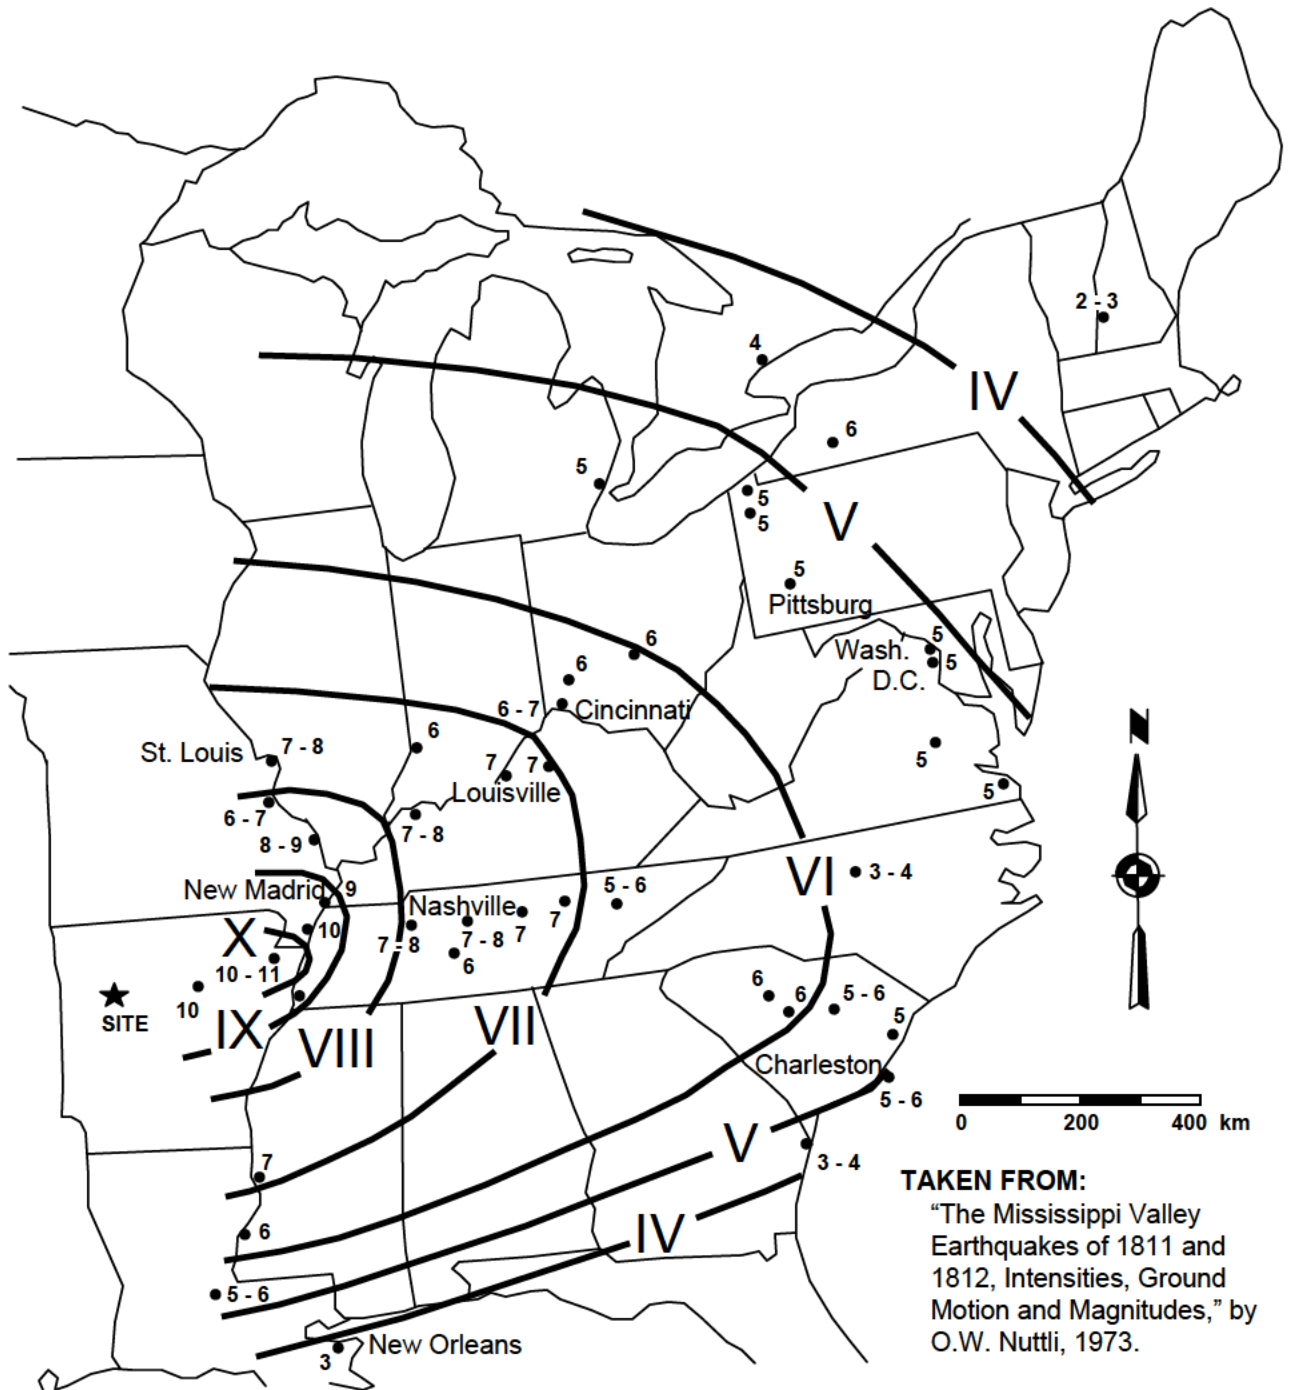 2 - 3
4
IV
6
5
5
5
V
5
Pittsburg
6
5
Wash.
5
D.C.
6
6 - 7
Cincinnati
N
6
St. Louis
7 - 8
5
7
7
Louisville
5
6 - 7
7 - 8
8 - 9
VI
3 - 4
New Madrid
9
5 - 6
Nashville
7
X
10
7 - 8
7 - 8
7
6
10 - 11
10
SITE
6
6
5 - 6
5
IX
VIII
VII
Charleston
5 - 6
0 200 400 km
V
3 - 4
7
TAKEN FROM:
“The Mississippi Valley
Earthquakes of 1811 and
1812, Intensities, Ground
Motion and Magnitudes,” by
O.W. Nuttli, 1973.
6
IV
5 - 6
New Orleans
3